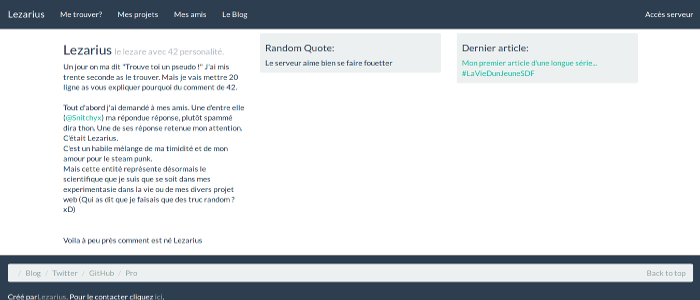 Lezarius Me trouver? Mes projets Mes amis Le Blog Accès serveur
Lezarius le lezare avec 42 personalité.
Un jour on ma dit "Trouve toi un pseudo !" J'ai mis
trente seconde as le trouver. Mais je vais mettre 20
ligne as vous expliquer pourquoi du comment de 42.
Tout d'abord j'ai demandé à mes amis. Une d'entre elle
(@Snitchyx) ma répondue réponse, plutôt spammé
dira thon. Une de ses réponse retenue mon attention.
C'était Lezarius.
C'est un habile mélange de ma timidité et de mon
amour pour le steam punk.
Mais cette entité représente désormais le
scientifique que je suis que se soit dans mes
experimentasie dans la vie ou de mes divers projet
web (Qui as dit que je faisais que des truc random ?
xD)
Voila à peu près comment est né Lezarius
Random Quote:
Le serveur aime bien se faire fouetter
Dernier article:
Mon premier article d'une longue série...
#LaVieDunJeuneSDF
/ Blog / Twitter / GitHub / Pro Back to top
Créé parLezarius. Pour le contacter cliquez ici.